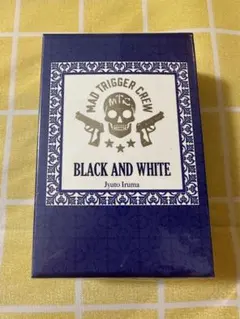 MAD TRIGGER CREW
MTC
BLACK AND WHITE
Jyuto Iruma